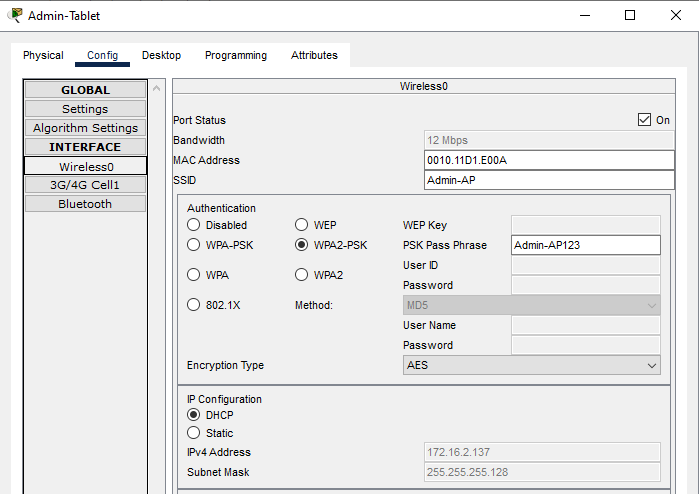 Admin-Tablet
Physical Config Desktop Programming Attributes
GLOBAL
Settings
Algorithm Settings
INTERFACE
Wireless0
3G/4G Cell1
Bluetooth
Wireless0
Port Status On
Bandwidth 12 Mbps
MAC Address 0010.11D1.E00A
SSID Admin-AP
Authentication
Disabled WEP WEP Key
WPA-PSK WPA2-PSK PSK Pass Phrase Admin-AP123
User ID
WPA WPA2
Password
802.1X Method: MD5
User Name
Password
Encryption Type AES
IP Configuration
DHCP
Static
IPv4 Address 172.16.2.137
Subnet Mask 255.255.255.128